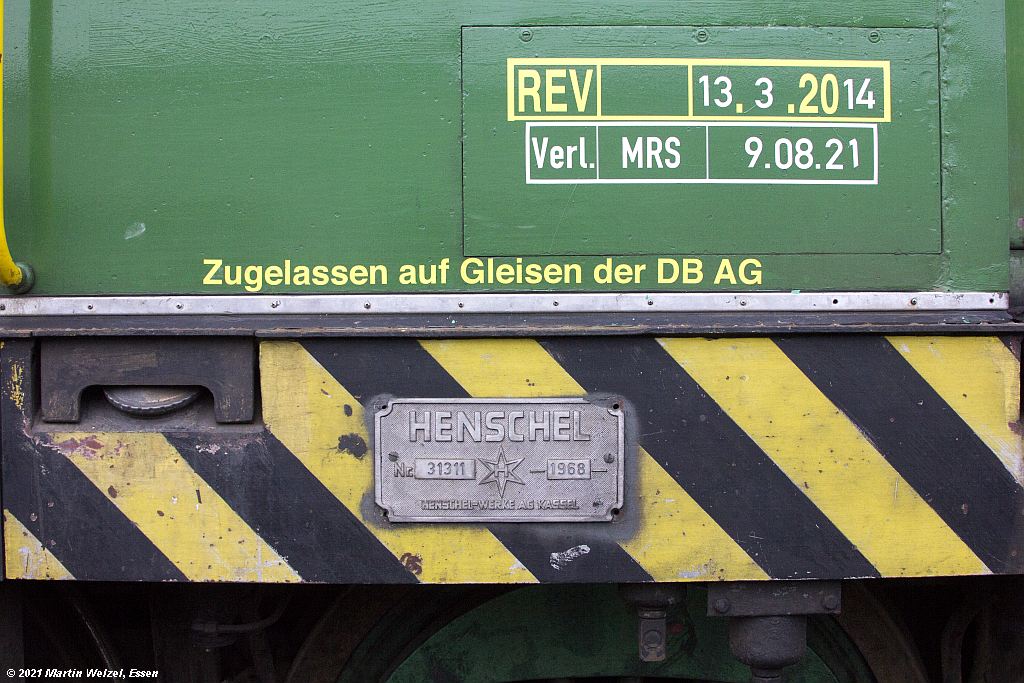 REV 13.3.2014
Verl. MRS 9.08.21
Zugelassen auf Gleisen der DB AG
HENSCHEL
Nr. 31311 H 1968
HENSCHEL-WERKE AG KASSEL
© 2021 Martin Welzel, Essen